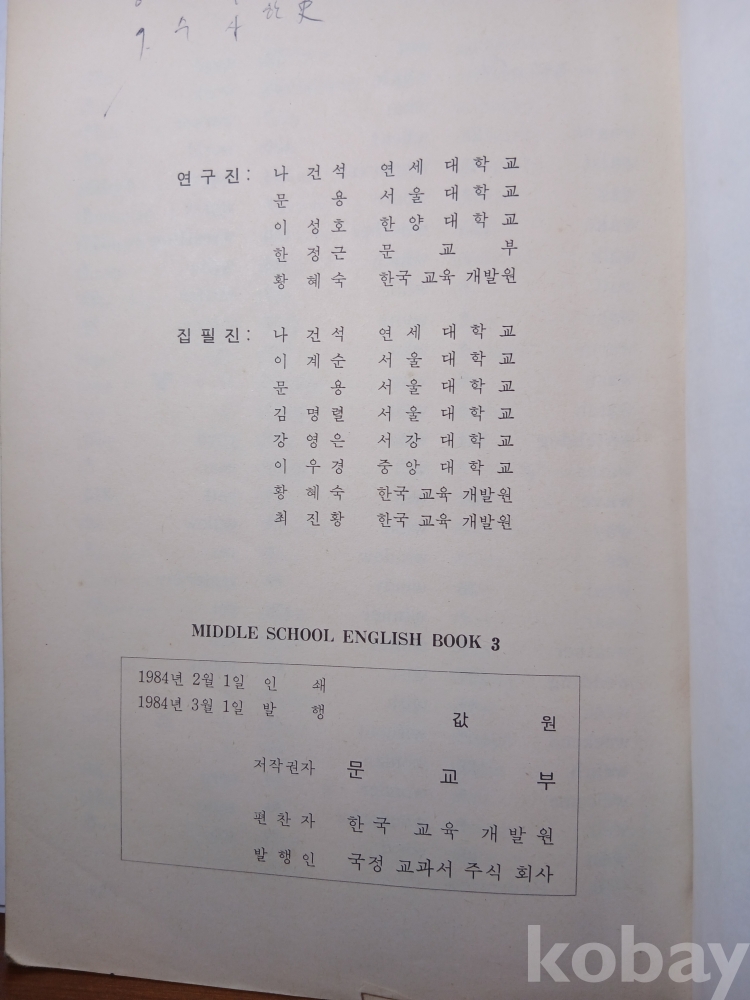 9. 수 사 한 史
연구진: 나 건 석 연 세 대 학 교
문 용 서 울 대 학 교
이 성 호 한 양 대 학 교
한 정 근 문 교 부
황 혜 숙 한국 교육 개발원
집필진: 나 건 석 연 세 대 학 교
이 계 순 서 울 대 학 교
문 용 서 울 대 학 교
김 명 렬 서 울 대 학 교
강 영 은 서 강 대 학 교
이 우 경 중 앙 대 학 교
황 혜 숙 한국 교육 개발원
최 진 황 한국 교육 개발원
MIDDLE SCHOOL ENGLISH BOOK 3
1984년 2월 1일 인 쇄
1984년 3월 1일 발 행
값 원
저작권자 문 교 부
편 찬 자 한 국 교 육 개 발 원
발 행 인 국정 교과서 주식 회사
kobay